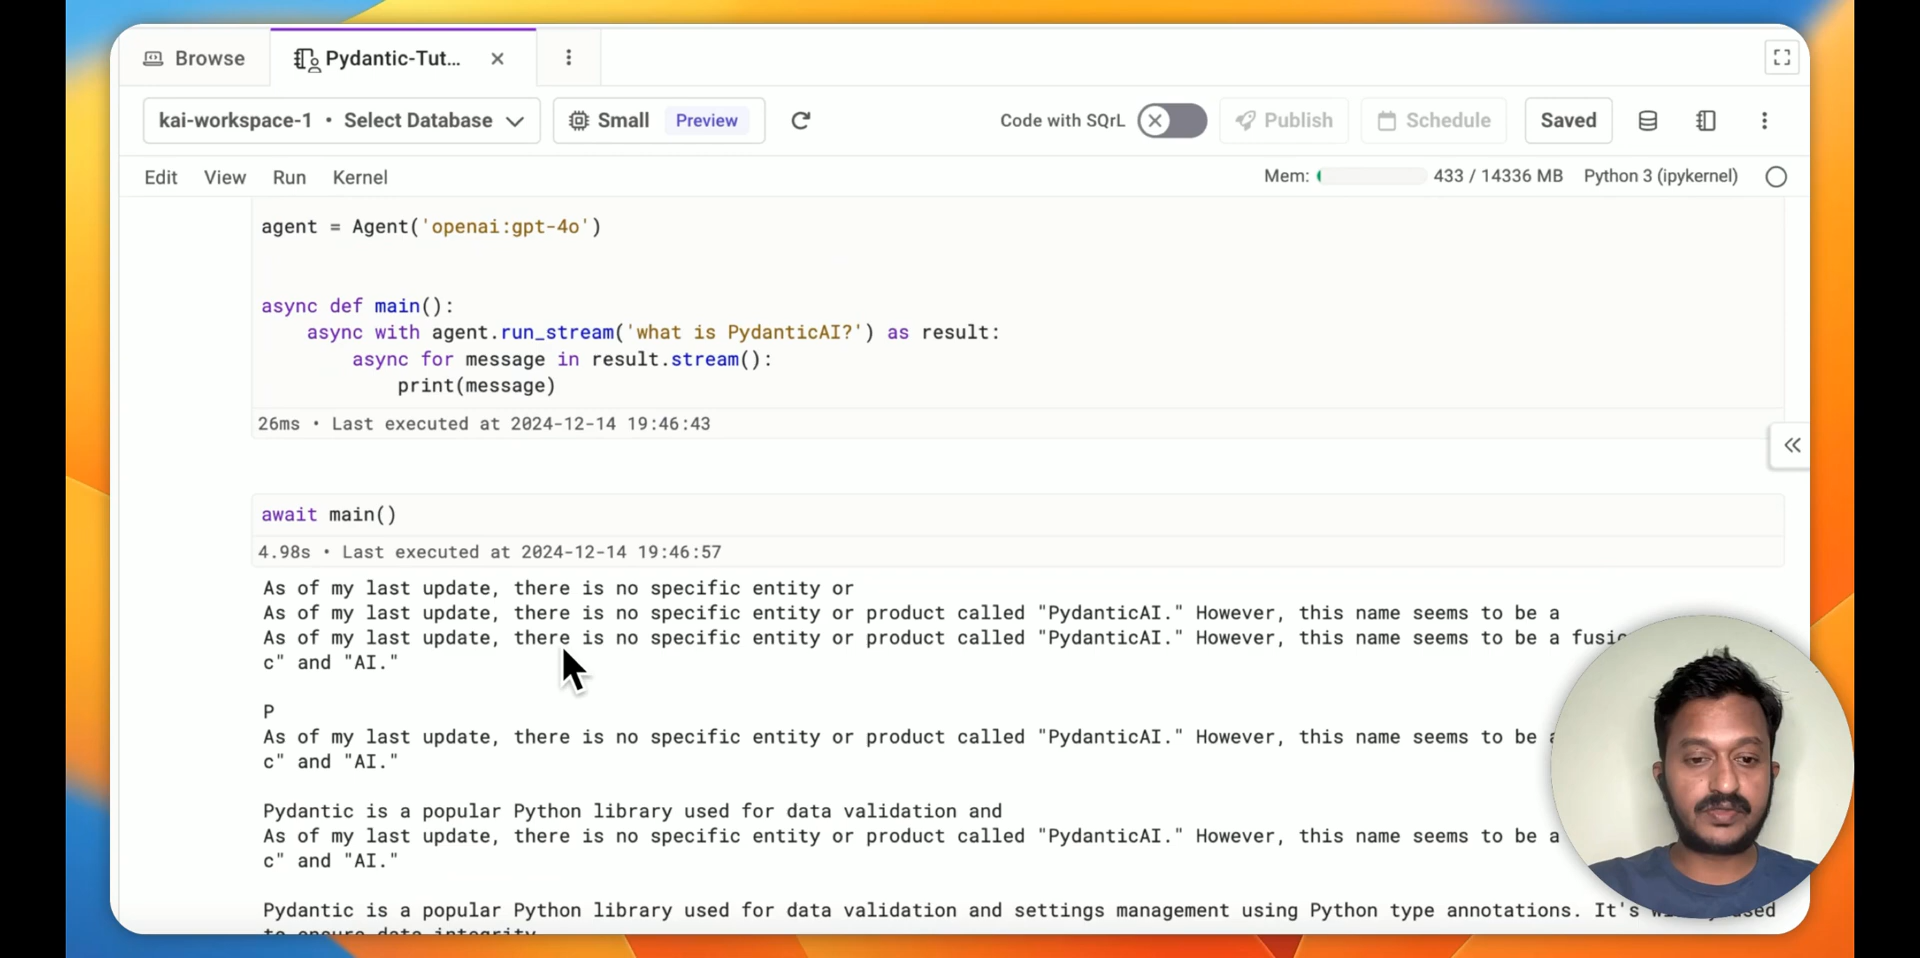 Browse
Pydantic-Tut...
kai-workspace-1 • Select Database
Small Preview
Code with SQrL
Publish
Schedule
Saved
Edit View Run Kernel
Mem: 433 / 14336 MB Python 3 (ipykernel)
agent = Agent('openai:gpt-4o')
async def main():
async with agent.run_stream('what is PydanticAI?') as result:
async for message in result.stream():
print(message)
26ms • Last executed at 2024-12-14 19:46:43
await main()
4.98s • Last executed at 2024-12-14 19:46:57
As of my last update, there is no specific entity or
As of my last update, there is no specific entity or product called "PydanticAI." However, this name seems to be a
As of my last update, there is no specific entity or product called "PydanticAI." However, this name seems to be a
c" and "AI."
P
As of my last update, there is no specific entity or product called "PydanticAI." However, this name seems to be
c" and "AI."
Pydantic is a popular Python library used for data validation and
As of my last update, there is no specific entity or product called "PydanticAI." However, this name seems to be a
c" and "AI."
Pydantic is a popular Python library used for data validation and settings management using Python type annotations. It's
to ensure data integrity